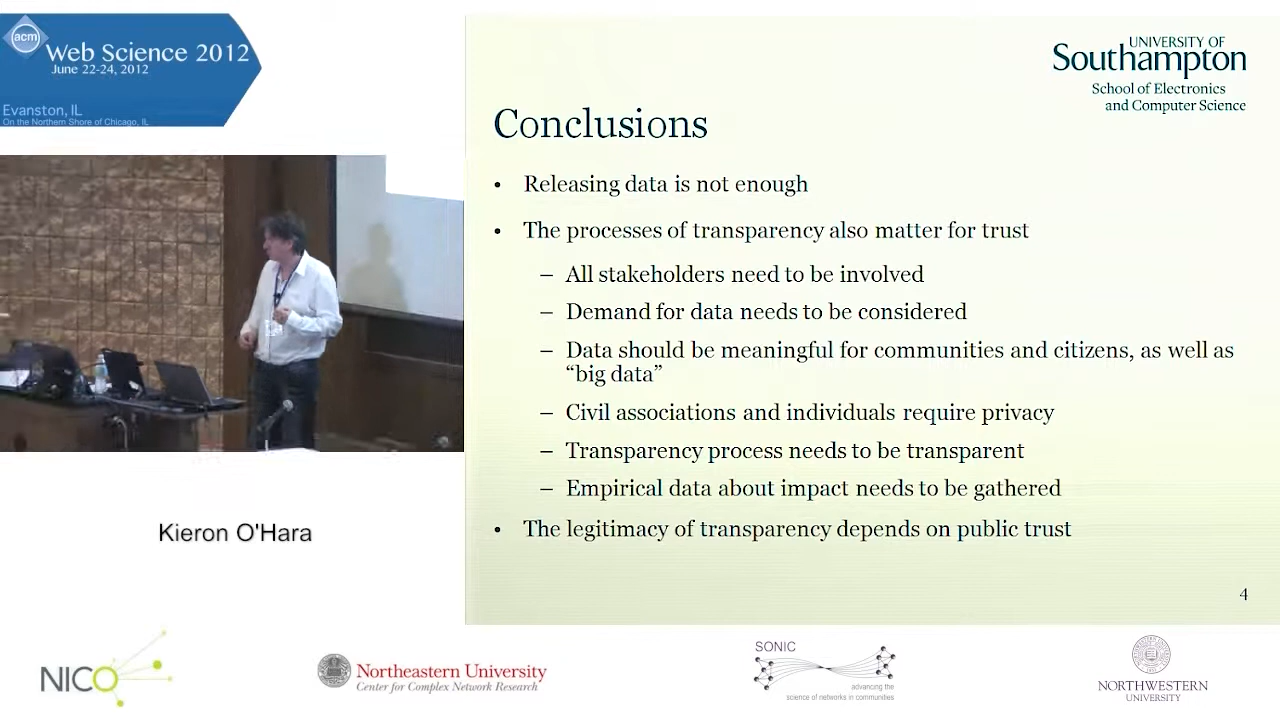 acm
Web Science 2012
June 22-24, 2012
Evanston, IL
On the Northern Shore of Chicago, IL
UNIVERSITY OF
Southampton
School of Electronics
and Computer Science
Conclusions
• Releasing data is not enough
• The processes of transparency also matter for trust
– All stakeholders need to be involved
– Demand for data needs to be considered
– Data should be meaningful for communities and citizens, as well as
“big data”
– Civil associations and individuals require privacy
– Transparency process needs to be transparent
– Empirical data about impact needs to be gathered
• The legitimacy of transparency depends on public trust
4
Kieron O'Hara
NICO
Northeastern University
Center for Complex Network Research
SONIC
advancing the
science of networks in communities
NORTHWESTERN
UNIVERSITY